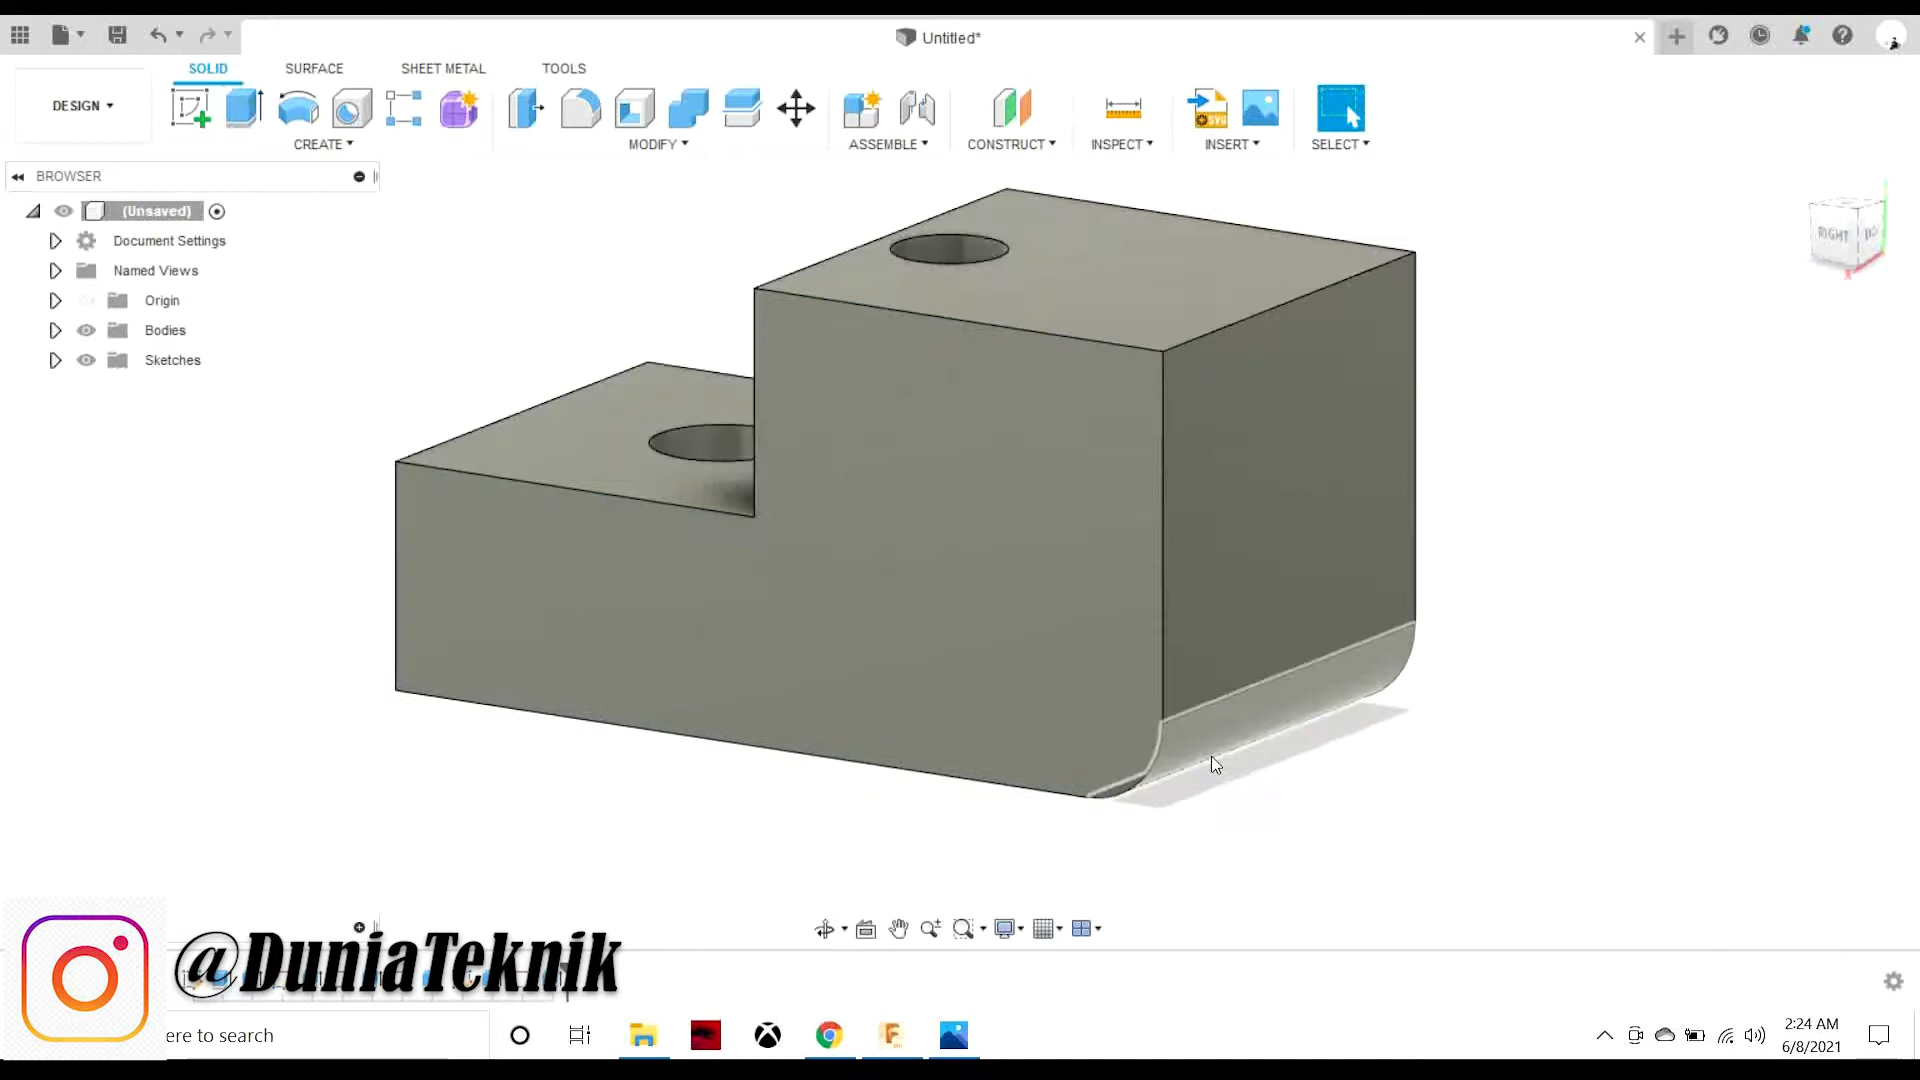 Untitled*
SOLID SURFACE SHEET METAL TOOLS
DESIGN
CREATE MODIFY ASSEMBLE CONSTRUCT INSPECT INSERT SELECT
SVG
BROWSER
(Unsaved)
Document Settings
Named Views
Origin
Bodies
Sketches
RIGHT
@DuniaTeknik
ere to search
2:24 AM
6/8/2021